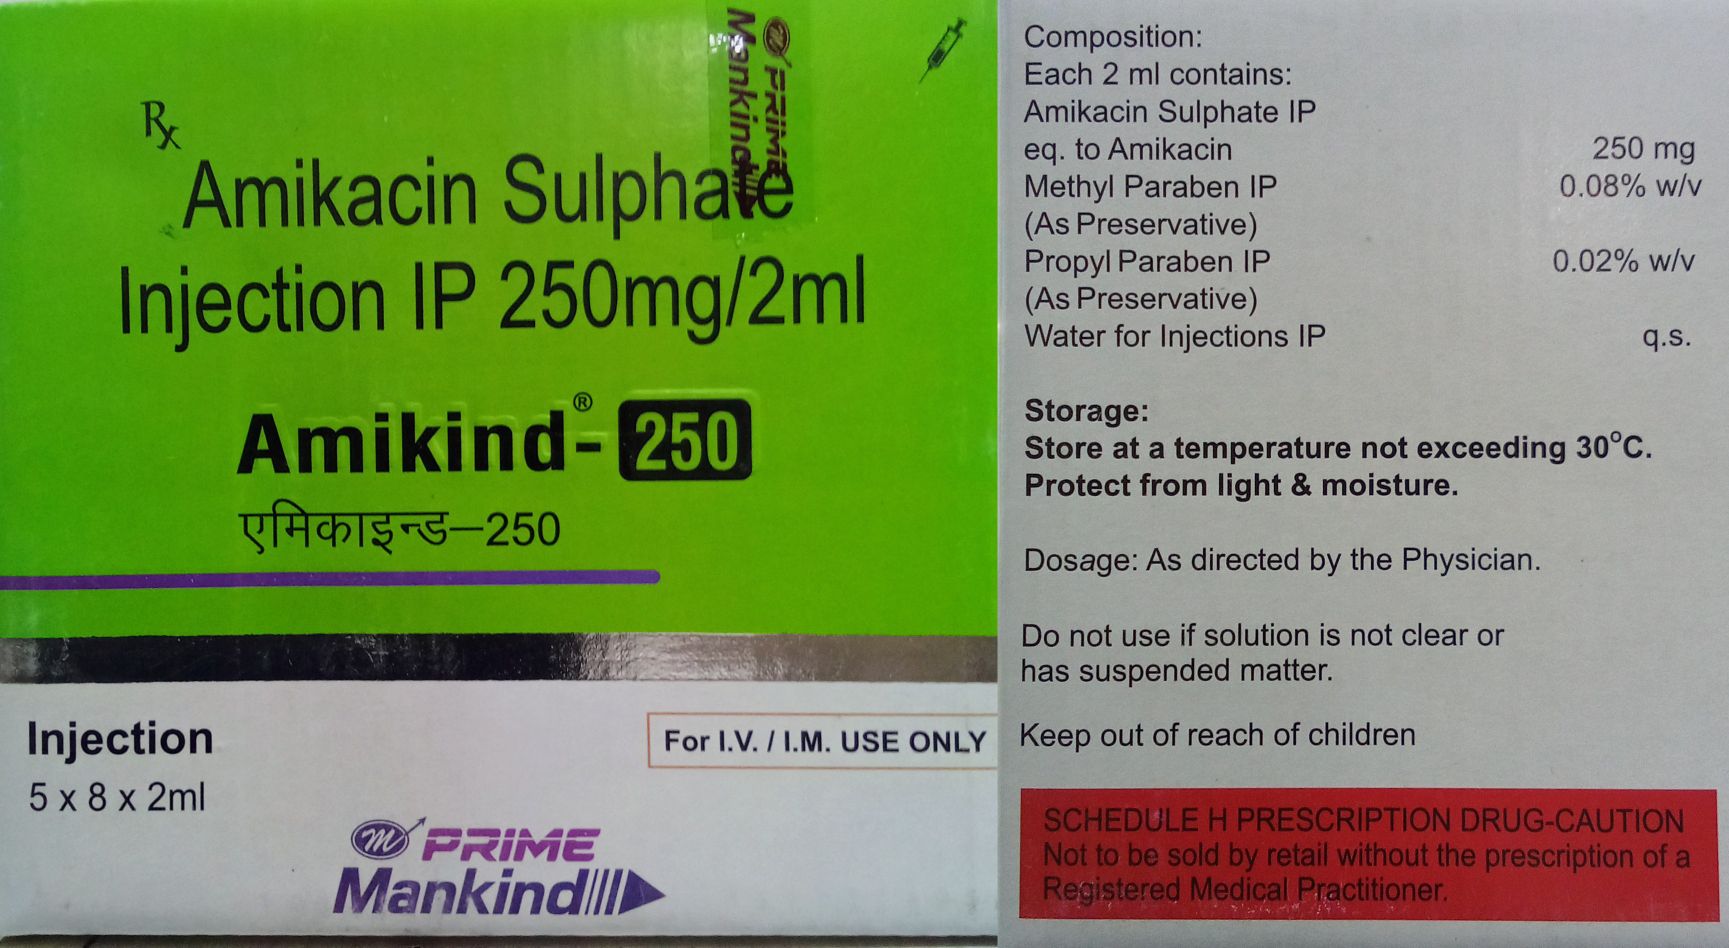 Rx
Amikacin Sulphate
Injection IP 250mg/2ml
Amikind®-250
एमिकाइन्ड–250
Injection
5 x 8 x 2ml
For I.V. / I.M. USE ONLY
m PRIME
Mankind
m PRIME
Mankind
Composition:
Each 2 ml contains:
Amikacin Sulphate IP
eq. to Amikacin 250 mg
Methyl Paraben IP 0.08% w/v
(As Preservative)
Propyl Paraben IP 0.02% w/v
(As Preservative)
Water for Injections IP q.s.
Storage:
Store at a temperature not exceeding 30°C.
Protect from light & moisture.
Dosage: As directed by the Physician.
Do not use if solution is not clear or
has suspended matter.
Keep out of reach of children
SCHEDULE H PRESCRIPTION DRUG-CAUTION
Not to be sold by retail without the prescription of a
Registered Medical Practitioner.